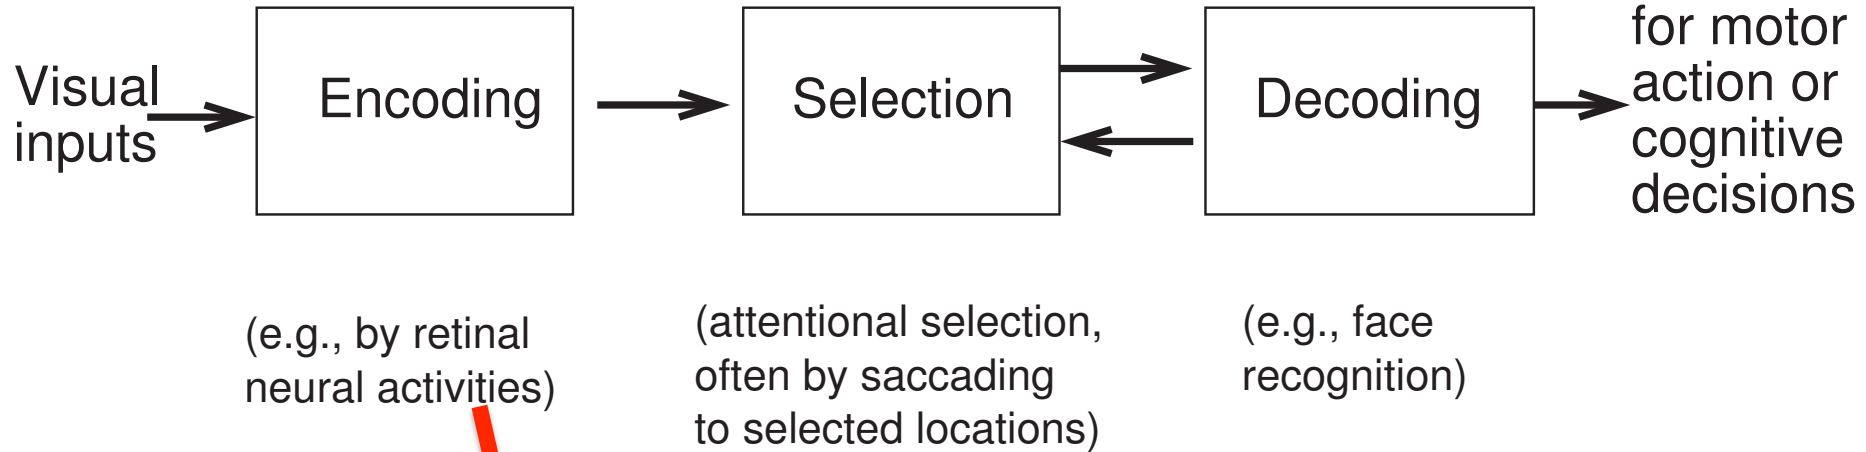 Visual
inputs
Encoding
Selection
Decoding
for motor
action or
cognitive
decisions
(e.g., by retinal
neural activities)
(attentional selection,
often by saccading
to selected locations)
(e.g., face
recognition)